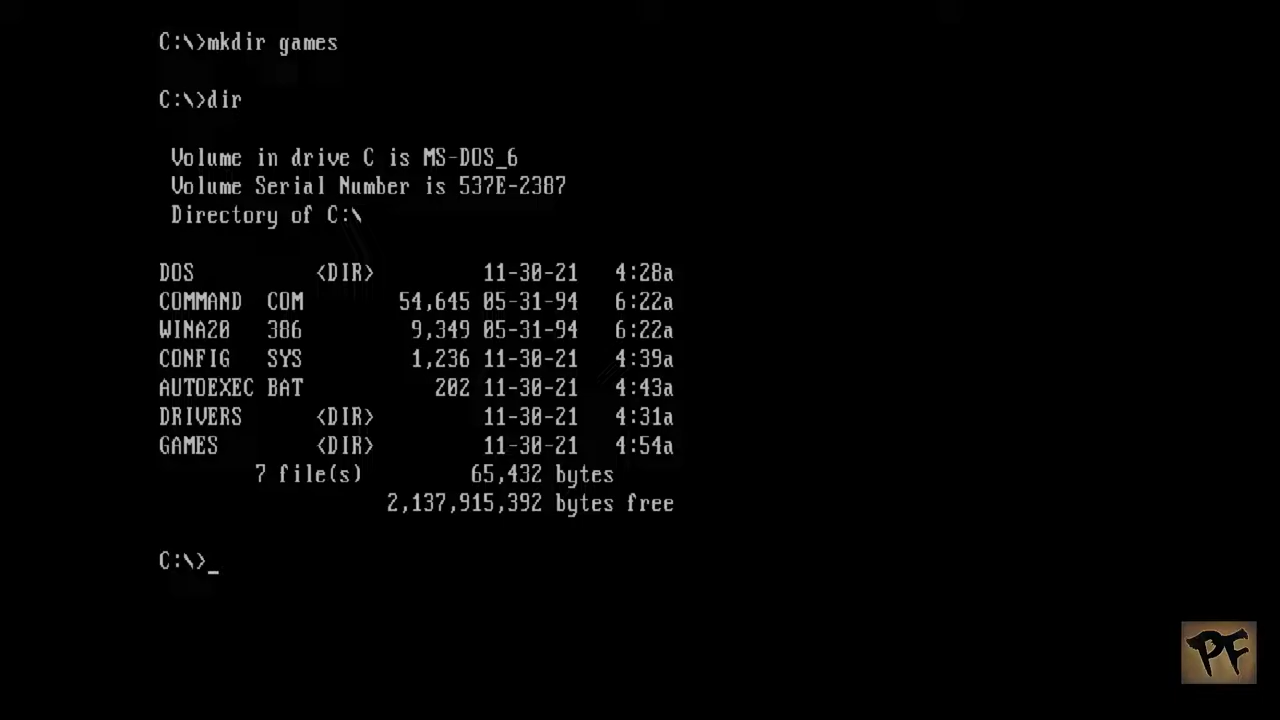 C:\>mkdir games
C:\>dir
Volume in drive C is MS-DOS_6
Volume Serial Number is 537E-2387
Directory of C:\
DOS <DIR> 11-30-21 4:28a
COMMAND COM 54,645 05-31-94 6:22a
WINA20 386 9,349 05-31-94 6:22a
CONFIG SYS 1,236 11-30-21 4:39a
AUTOEXEC BAT 202 11-30-21 4:43a
DRIVERS <DIR> 11-30-21 4:31a
GAMES <DIR> 11-30-21 4:54a
7 file(s) 65,432 bytes
2,137,915,392 bytes free
C:\>_
PF